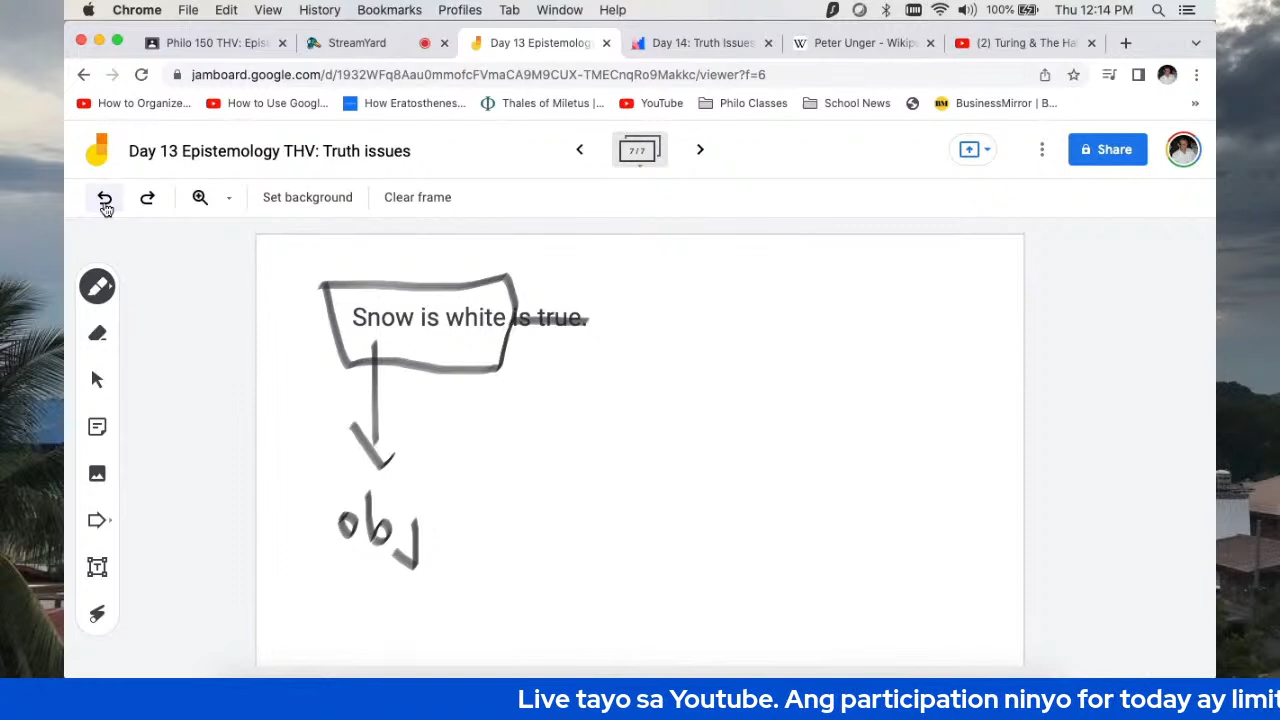 Chrome File Edit View History Bookmarks Profiles Tab Window Help 100% Thu 12:14 PM
Philo 150 THV: Epis StreamYard Day 13 Epistemology Day 14: Truth Issues Peter Unger - Wikip (2) Turing & The Ha
jamboard.google.com/d/1932WFq8Aau0mmofcFVmaCA9M9CUX-TMECnqRo9Makkc/viewer?f=6
How to Organize... How to Use Googl... How Eratosthenes... Thales of Miletus |... YouTube Philo Classes School News BM BusinessMirror | B... »
Day 13 Epistemology THV: Truth issues 7/7 Share
Set background Clear frame
Snow is white is true.
obj
Live tayo sa Youtube. Ang participation ninyo for today ay limit